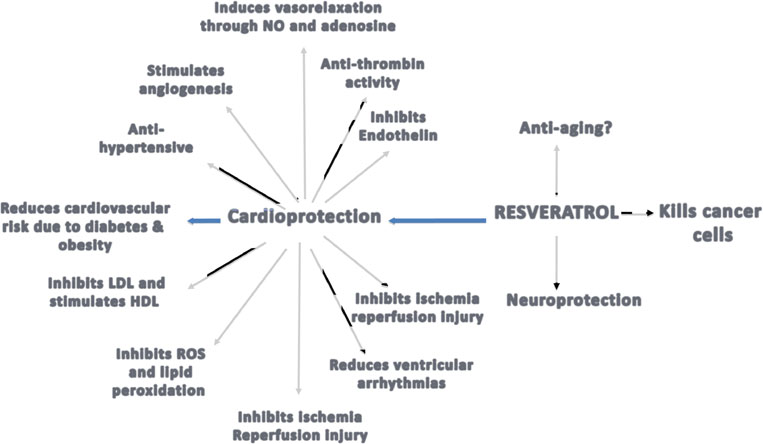 Induces vasorelaxation
through NO and adenosine
Stimulates
angiogenesis
Anti-thrombin
activity
Anti-
hypertensive
Inhibits
Endothelin
Anti-aging?
Reduces cardiovascular
risk due to diabetes &
obesity
Cardioprotection
RESVERATROL
Kills cancer
cells
Inhibits LDL and
stimulates HDL
Inhibits ischemia
reperfusion injury
Neuroprotection
Inhibits ROS
and lipid
peroxidation
Reduces ventricular
arrhythmias
Inhibits ischemia
Reperfusion injury